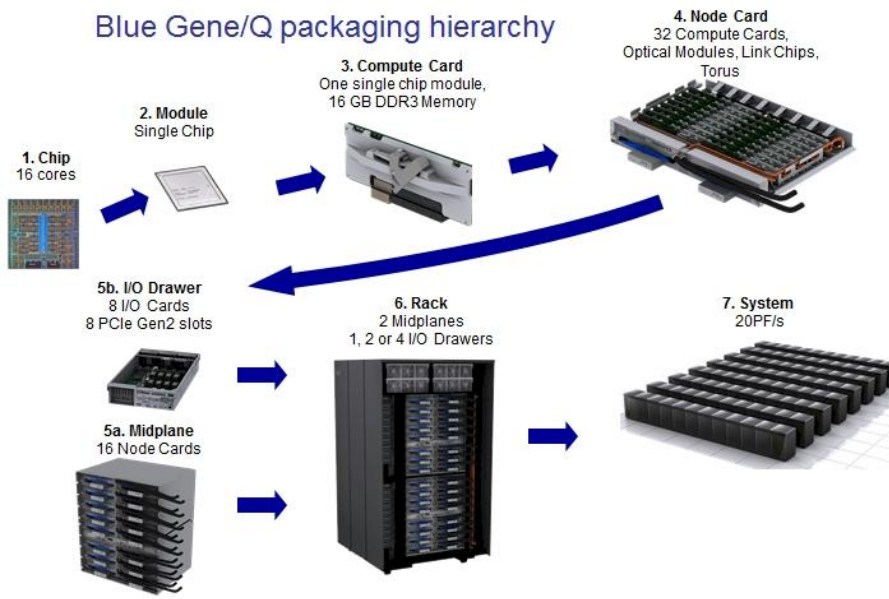 Blue Gene/Q packaging hierarchy
1. Chip
16 cores
2. Module
Single Chip
3. Compute Card
One single chip module,
16 GB DDR3 Memory
4. Node Card
32 Compute Cards,
Optical Modules, Link Chips,
Torus
5b. I/O Drawer
8 I/O Cards
8 PCIe Gen2 slots
5a. Midplane
16 Node Cards
6. Rack
2 Midplanes
1, 2 or 4 I/O Drawers
7. System
20PF/s